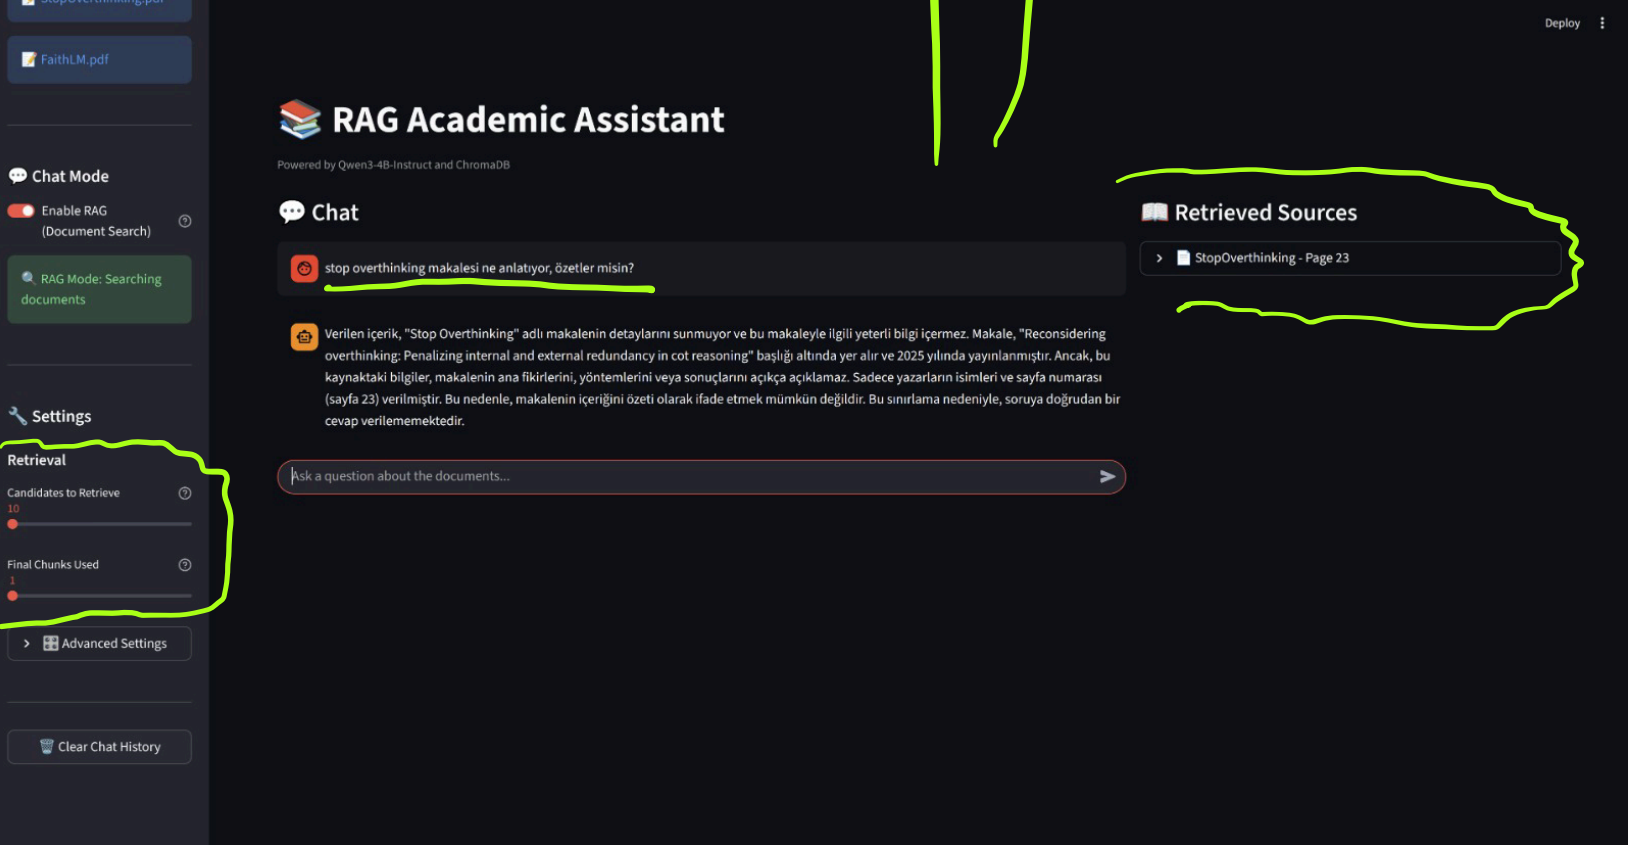 StopOverthinking.pdf
FaithLM.pdf
Chat Mode
Enable RAG
(Document Search)
RAG Mode: Searching
documents
Settings
Retrieval
Candidates to Retrieve
10
Final Chunks Used
1
Advanced Settings
Clear Chat History
Deploy
RAG Academic Assistant
Powered by Qwen3-4B-Instruct and ChromaDB
Chat
stop overthinking makalesi ne anlatıyor, özetler misin?
Verilen içerik, "Stop Overthinking" adlı makalenin detaylarını sunmuyor ve bu makaleyle ilgili yeterli bilgi içermez. Makale, "Reconsidering
overthinking: Penalizing internal and external redundancy in cot reasoning" başlığı altında yer alır ve 2025 yılında yayınlanmıştır. Ancak, bu
kaynaktaki bilgiler, makalenin ana fikirlerini, yöntemlerini veya sonuçlarını açıkça açıklamaz. Sadece yazarların isimleri ve sayfa numarası
(sayfa 23) verilmiştir. Bu nedenle, makalenin içeriğini özeti olarak ifade etmek mümkün değildir. Bu sınırlama nedeniyle, soruya doğrudan bir
cevap verilememektedir.
Ask a question about the documents...
Retrieved Sources
StopOverthinking - Page 23